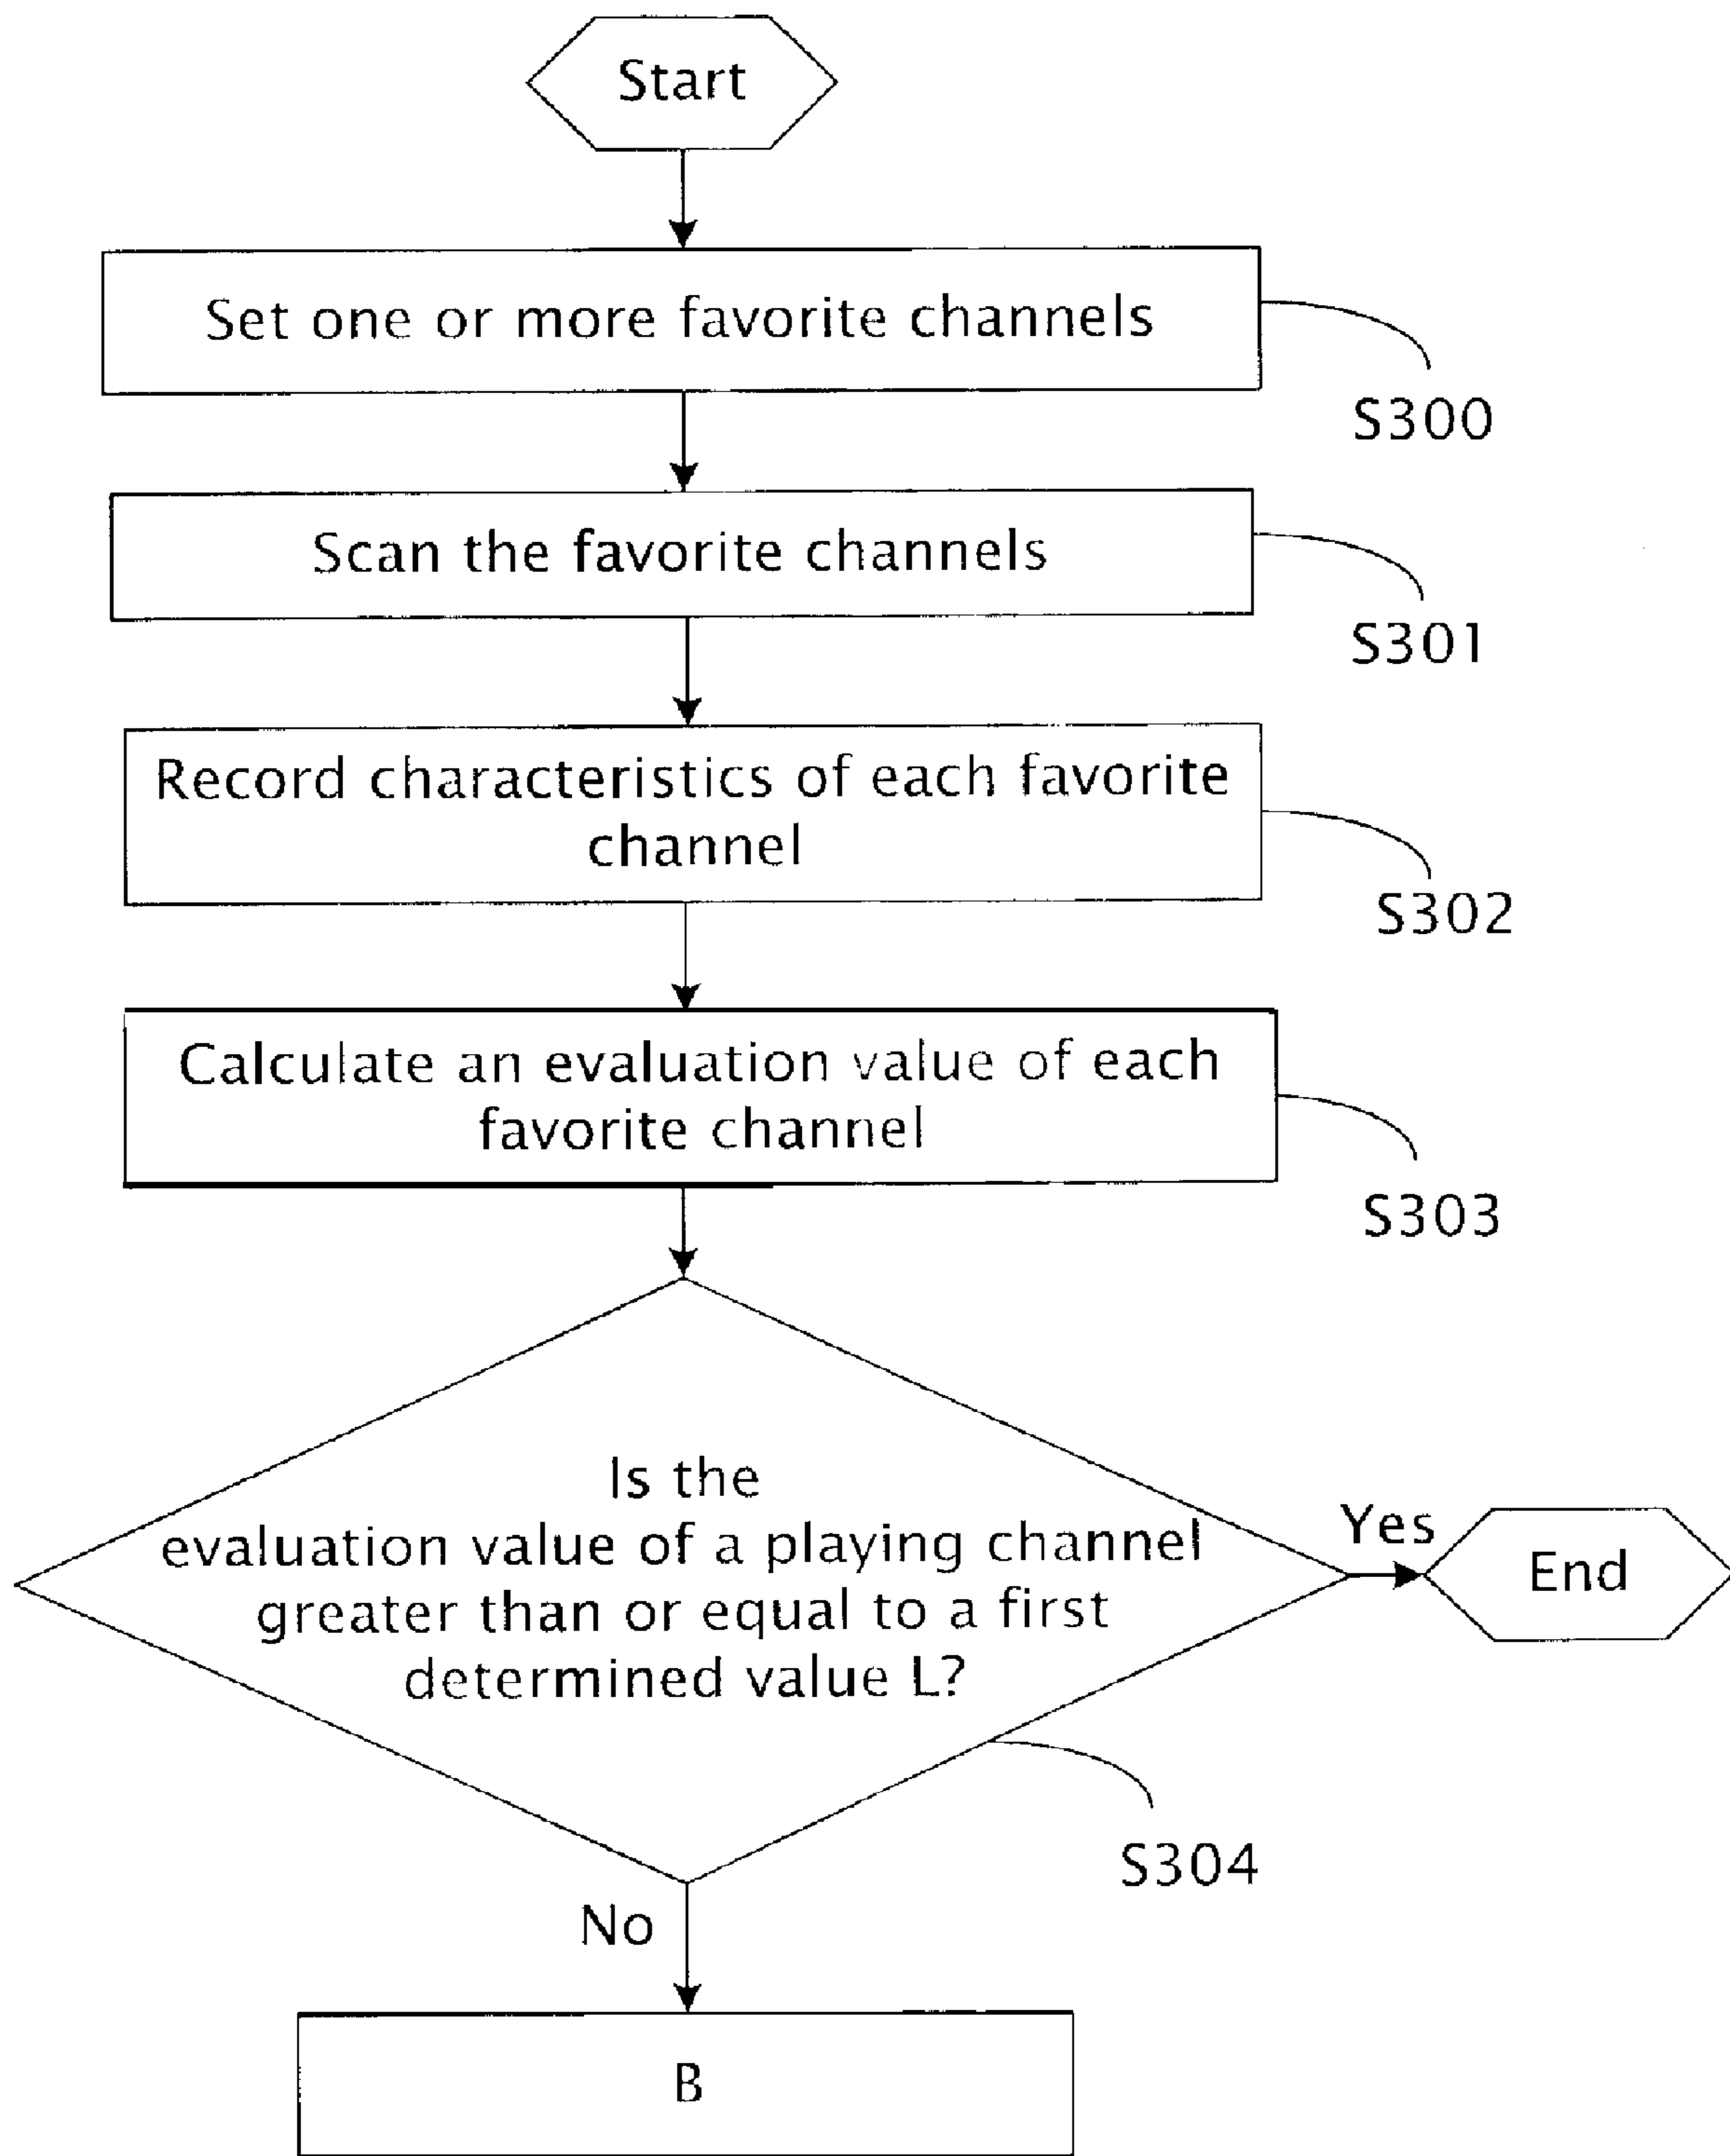 Start
Set one or more favorite channels
S300
Scan the favorite channels
S301
Record characteristics of each favorite
channel
S302
Calculate an evaluation value of each
favorite channel
S303
Is the
evaluation value of a playing channel
greater than or equal to a first
determined value L?
Yes
End
S304
No
B